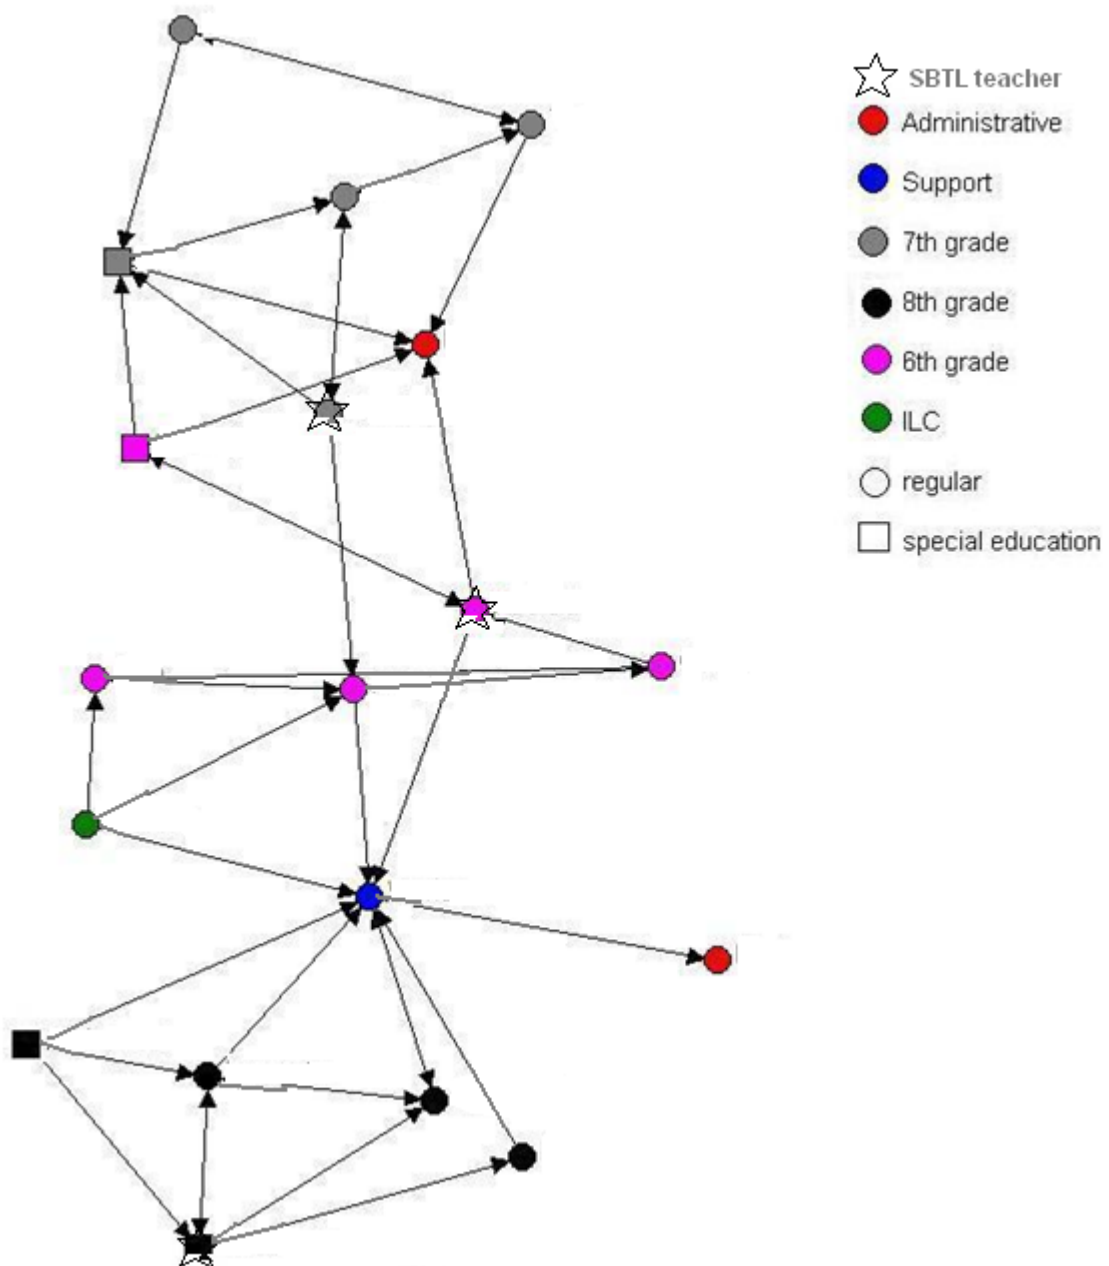 SBTL teacher
Administrative
Support
7th grade
8th grade
6th grade
ILC
regular
special education